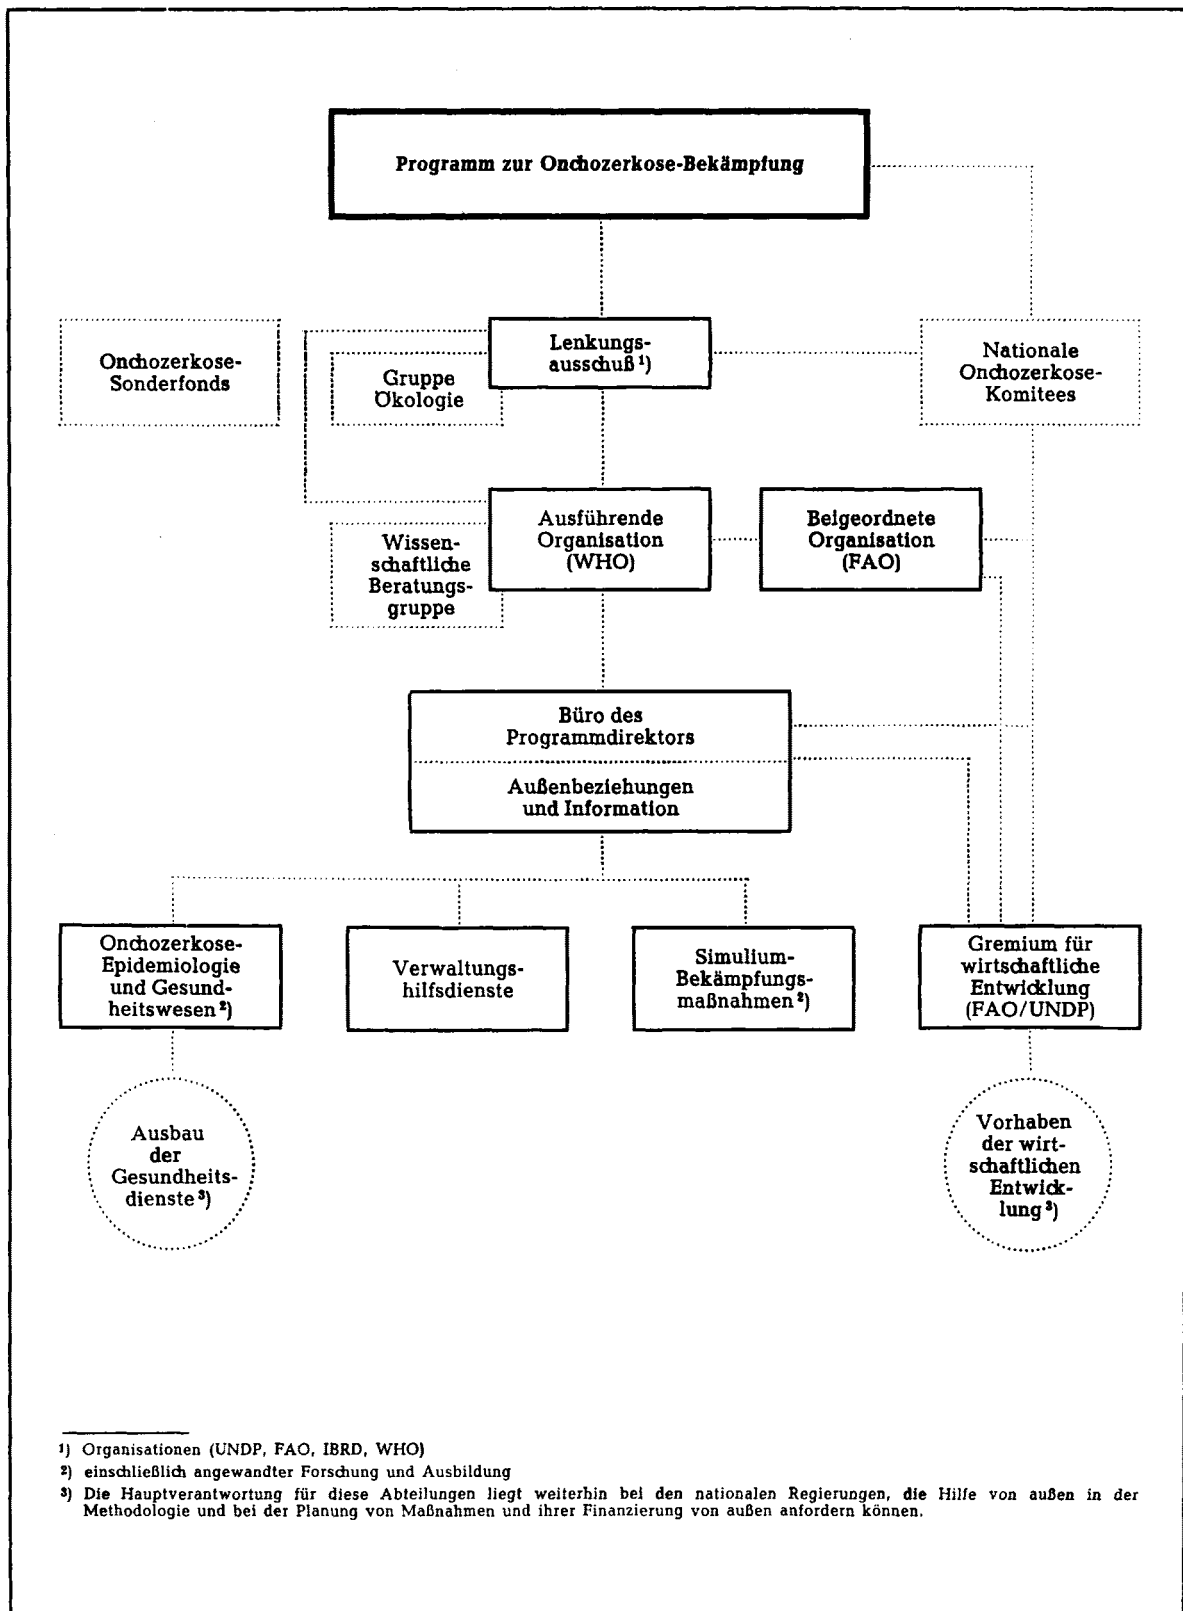 Programm zur Onchozerkose-Bekämpfung
Onchozerkose-
Sonderfonds
Gruppe
Ökologie
Lenkungs-
ausschuß ¹)
Nationale
Onchozerkose-
Komitees
Wissen-
schaftliche
Beratungs-
gruppe
Ausführende
Organisation
(WHO)
Beigeordnete
Organisation
(FAO)
Büro des
Programmdirektors
Außenbeziehungen
und Information
Onchozerkose-
Epidemiologie
und Gesund-
heitswesen ²)
Verwaltungs-
hilfsdienste
Simulium-
Bekämpfungs-
maßnahmen ²)
Gremium für
wirtschaftliche
Entwicklung
(FAO/UNDP)
Ausbau
der
Gesundheits-
dienste ³)
Vorhaben
der wirt-
schaftlichen
Entwick-
lung ³)
¹) Organisationen (UNDP, FAO, IBRD, WHO)
²) einschließlich angewandter Forschung und Ausbildung
³) Die Hauptverantwortung für diese Abteilungen liegt weiterhin bei den nationalen Regierungen, die Hilfe von außen in der
Methodologie und bei der Planung von Maßnahmen und ihrer Finanzierung von außen anfordern können.